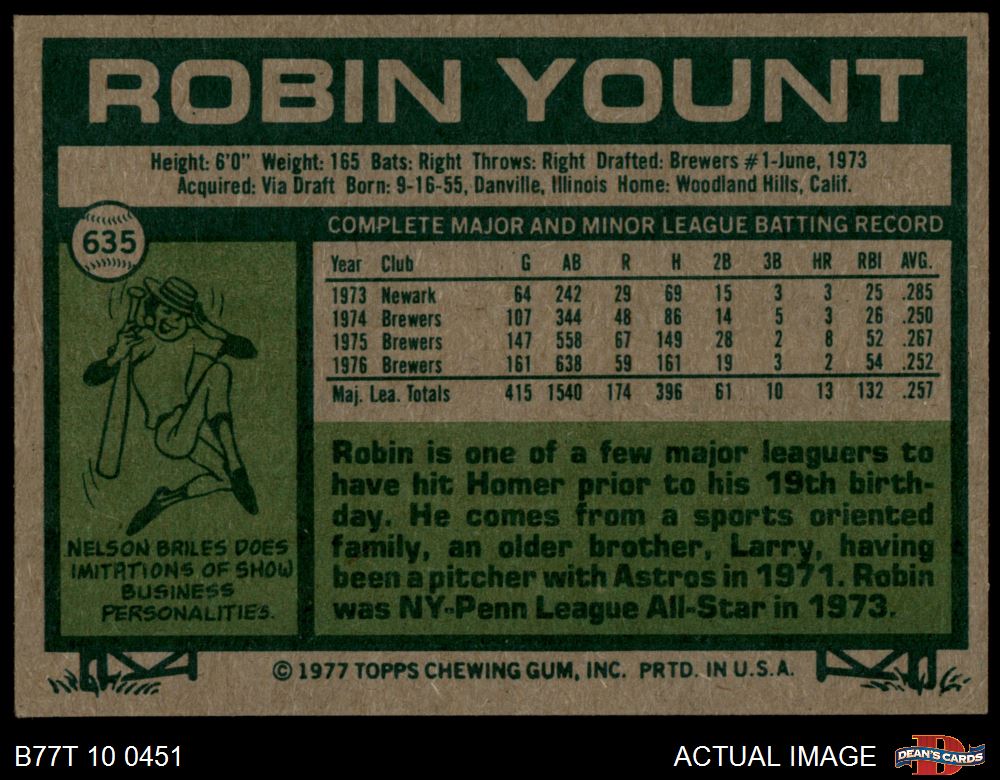 ROBIN YOUNT
Height: 6'0" Weight: 165 Bats: Right Throws: Right Drafted: Brewers #1-June, 1973
Acquired: Via Draft Born: 9-16-55, Danville, Illinois Home: Woodland Hills, Calif.
635
COMPLETE MAJOR AND MINOR LEAGUE BATTING RECORD
Year Club G AB R H 2B 3B HR RBI AVG.
1973 Newark 64 242 29 69 15 3 3 25 .285
1974 Brewers 107 344 48 86 14 5 3 26 .250
1975 Brewers 147 558 67 149 28 2 8 52 .267
1976 Brewers 161 638 59 161 19 3 2 54 .252
Maj. Lea. Totals 415 1540 174 396 61 10 13 132 .257
NELSON BRILES DOES
IMITATIONS OF SHOW
BUSINESS
PERSONALITIES.
Robin is one of a few major leaguers to
have hit Homer prior to his 19th birth-
day. He comes from a sports oriented
family, an older brother, Larry, having
been a pitcher with Astros in 1971. Robin
was NY-Penn League All-Star in 1973.
© 1977 TOPPS CHEWING GUM, INC. PRTD. IN U.S.A.
B77T 10 0451
ACTUAL IMAGE
D
DEAN'S CARDS